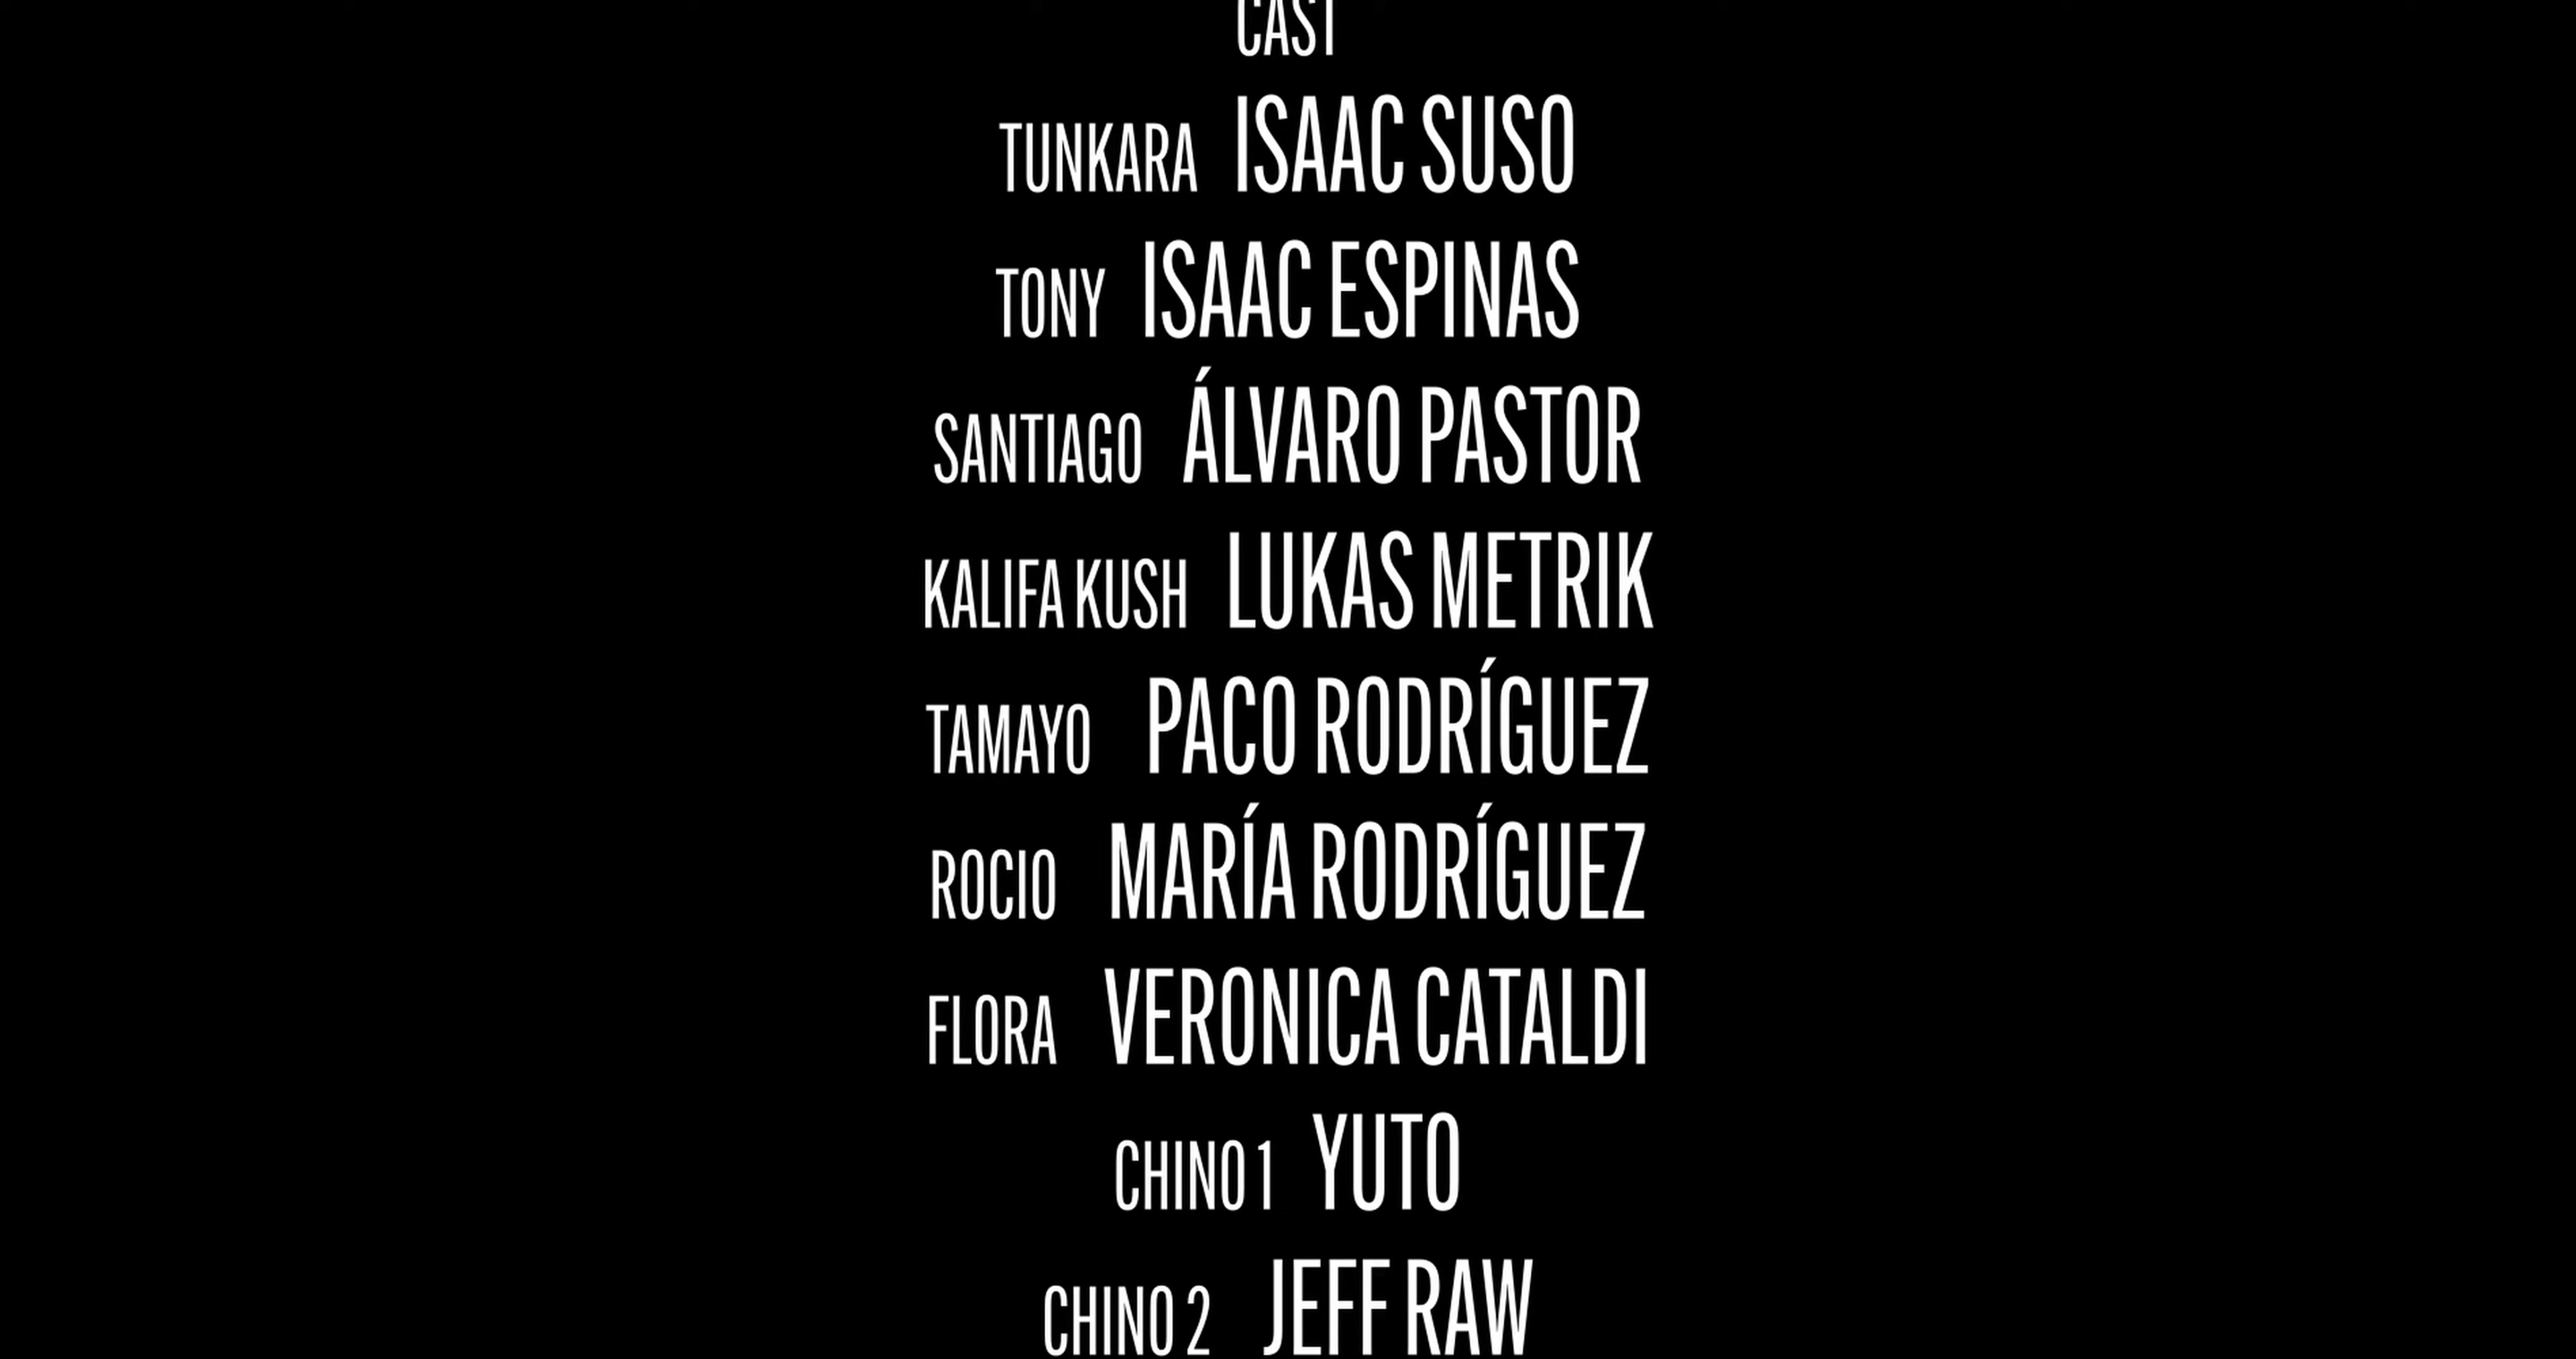 CAST
TUNKARA ISAAC SUSO
TONY ISAAC ESPINAS
SANTIAGO ÁLVARO PASTOR
KALIFA KUSH LUKAS METRIK
TAMAYO PACO RODRÍGUEZ
ROCIO MARÍA RODRÍGUEZ
FLORA VERONICA CATALDI
CHINO 1 YUTO
CHINO 2 JEFF RAW